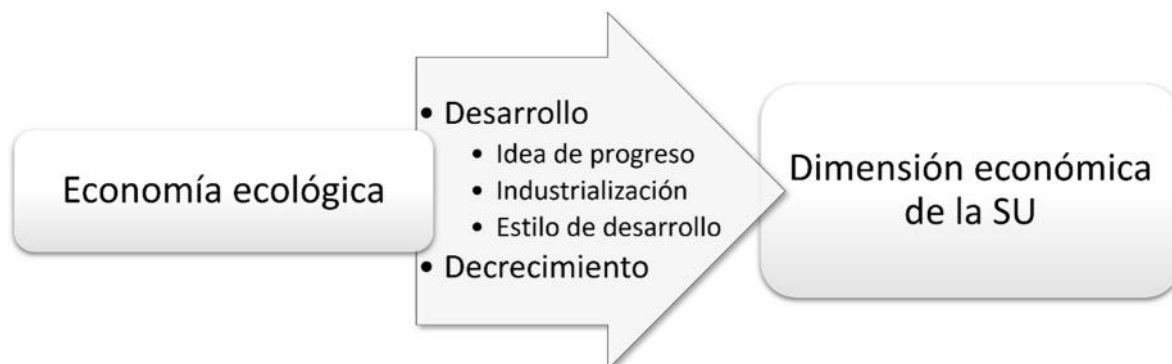 Economía ecológica
• Desarrollo
• Idea de progreso
• Industrialización
• Estilo de desarrollo
• Decrecimiento
Dimensión económica
de la SU